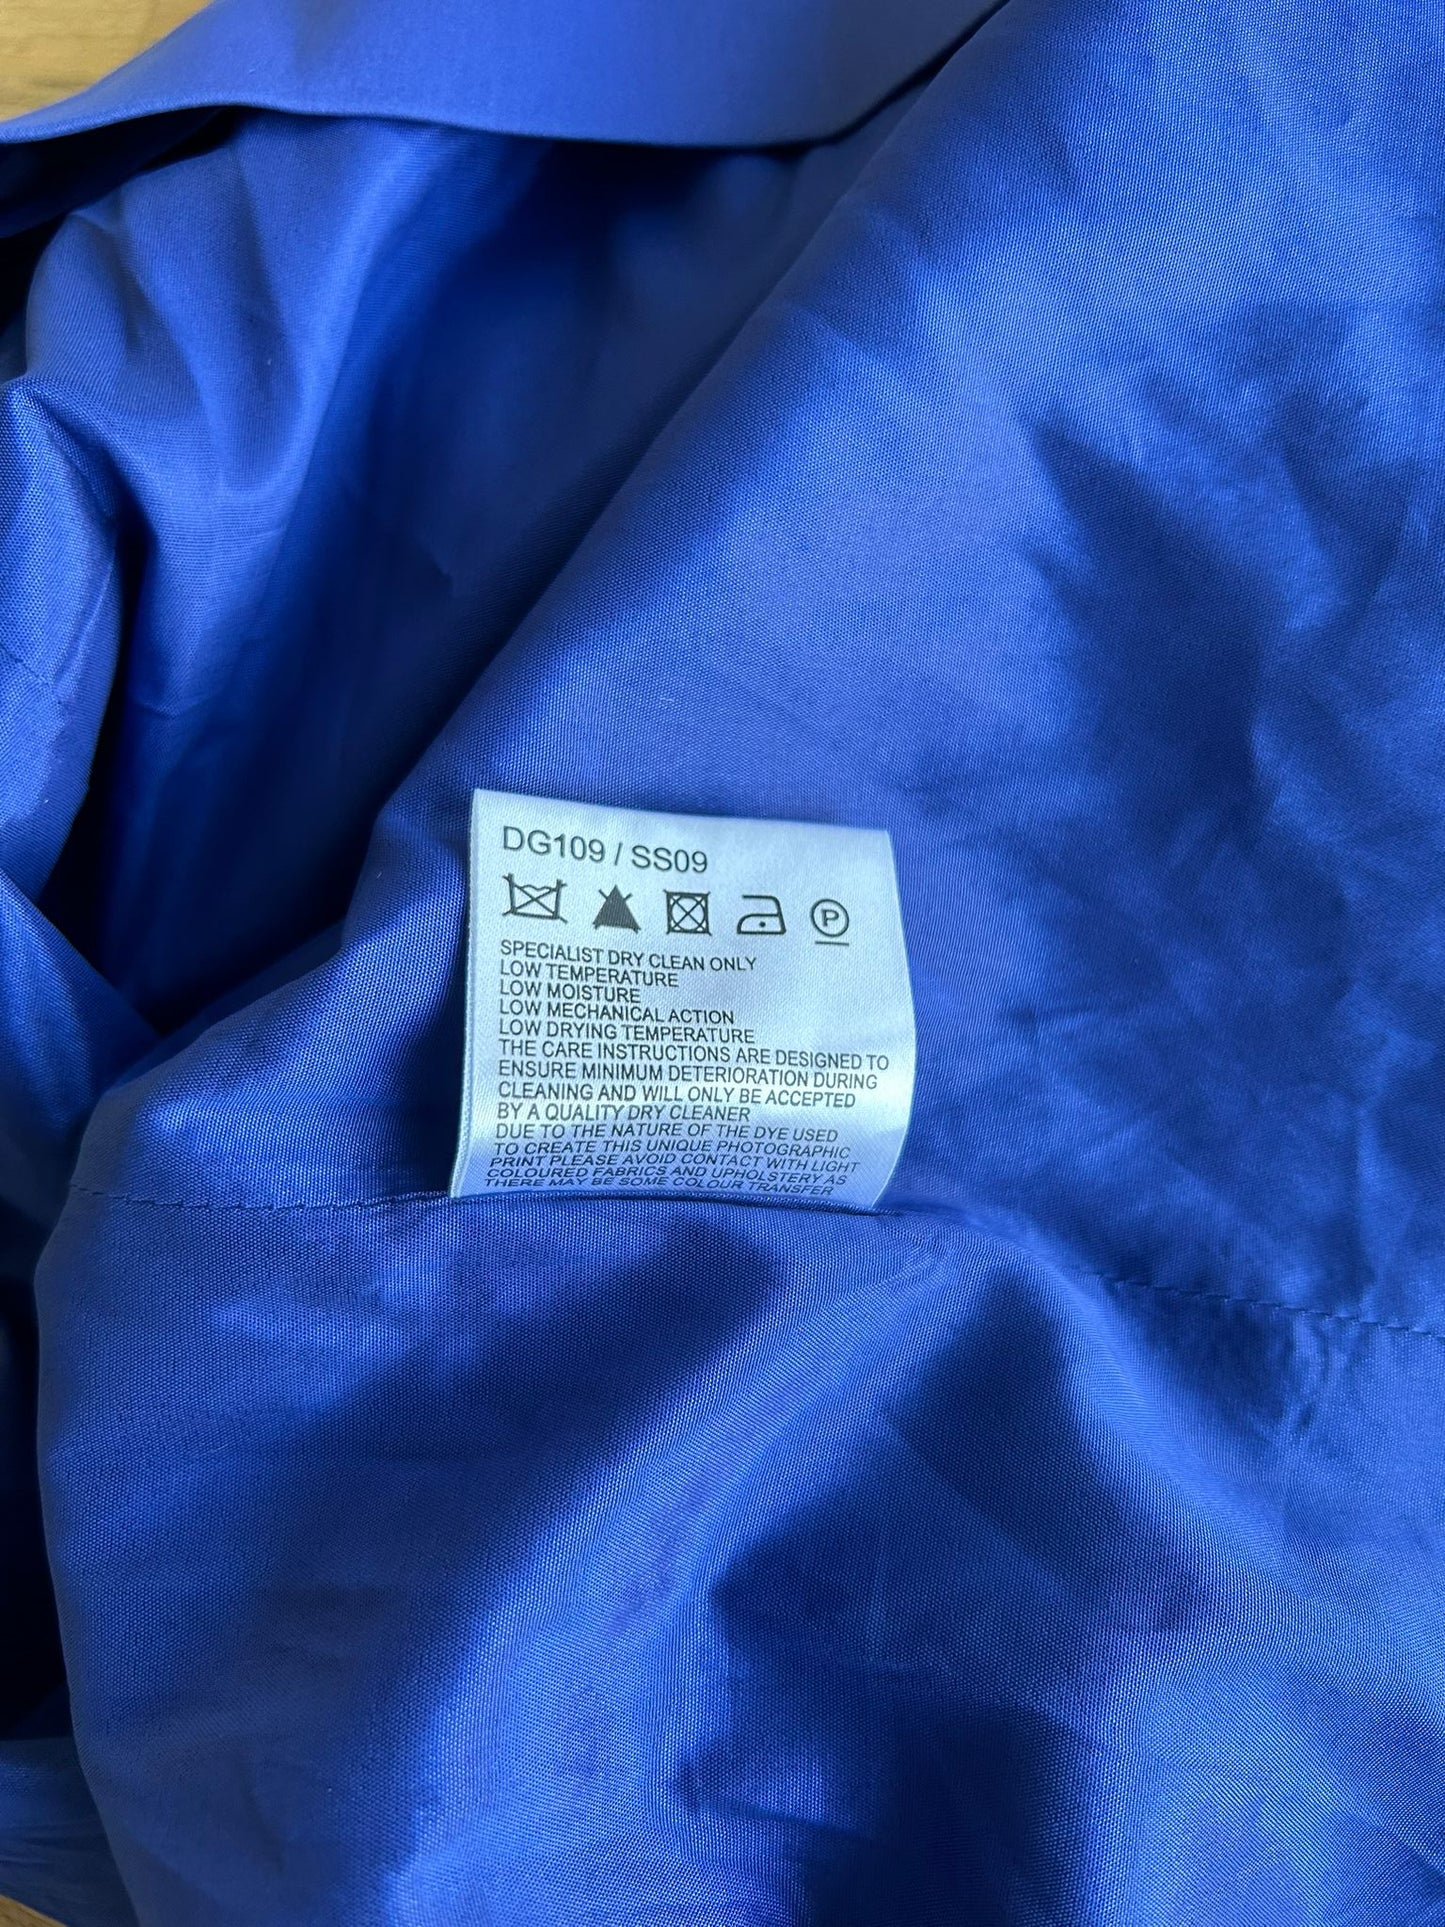 DG109 / SS09
P
SPECIALIST DRY CLEAN ONLY
LOW TEMPERATURE
LOW MOISTURE
LOW MECHANICAL ACTION
LOW DRYING TEMPERATURE
THE CARE INSTRUCTIONS ARE DESIGNED TO
ENSURE MINIMUM DETERIORATION DURING
CLEANING AND WILL ONLY BE ACCEPTED
BY A QUALITY DRY CLEANER
DUE TO THE NATURE OF THE DYE USED
TO CREATE THIS UNIQUE PHOTOGRAPHIC
PRINT PLEASE AVOID CONTACT WITH LIGHT
COLOURED FABRICS AND UPHOLSTERY AS
THERE MAY BE SOME COLOUR TRANSFER